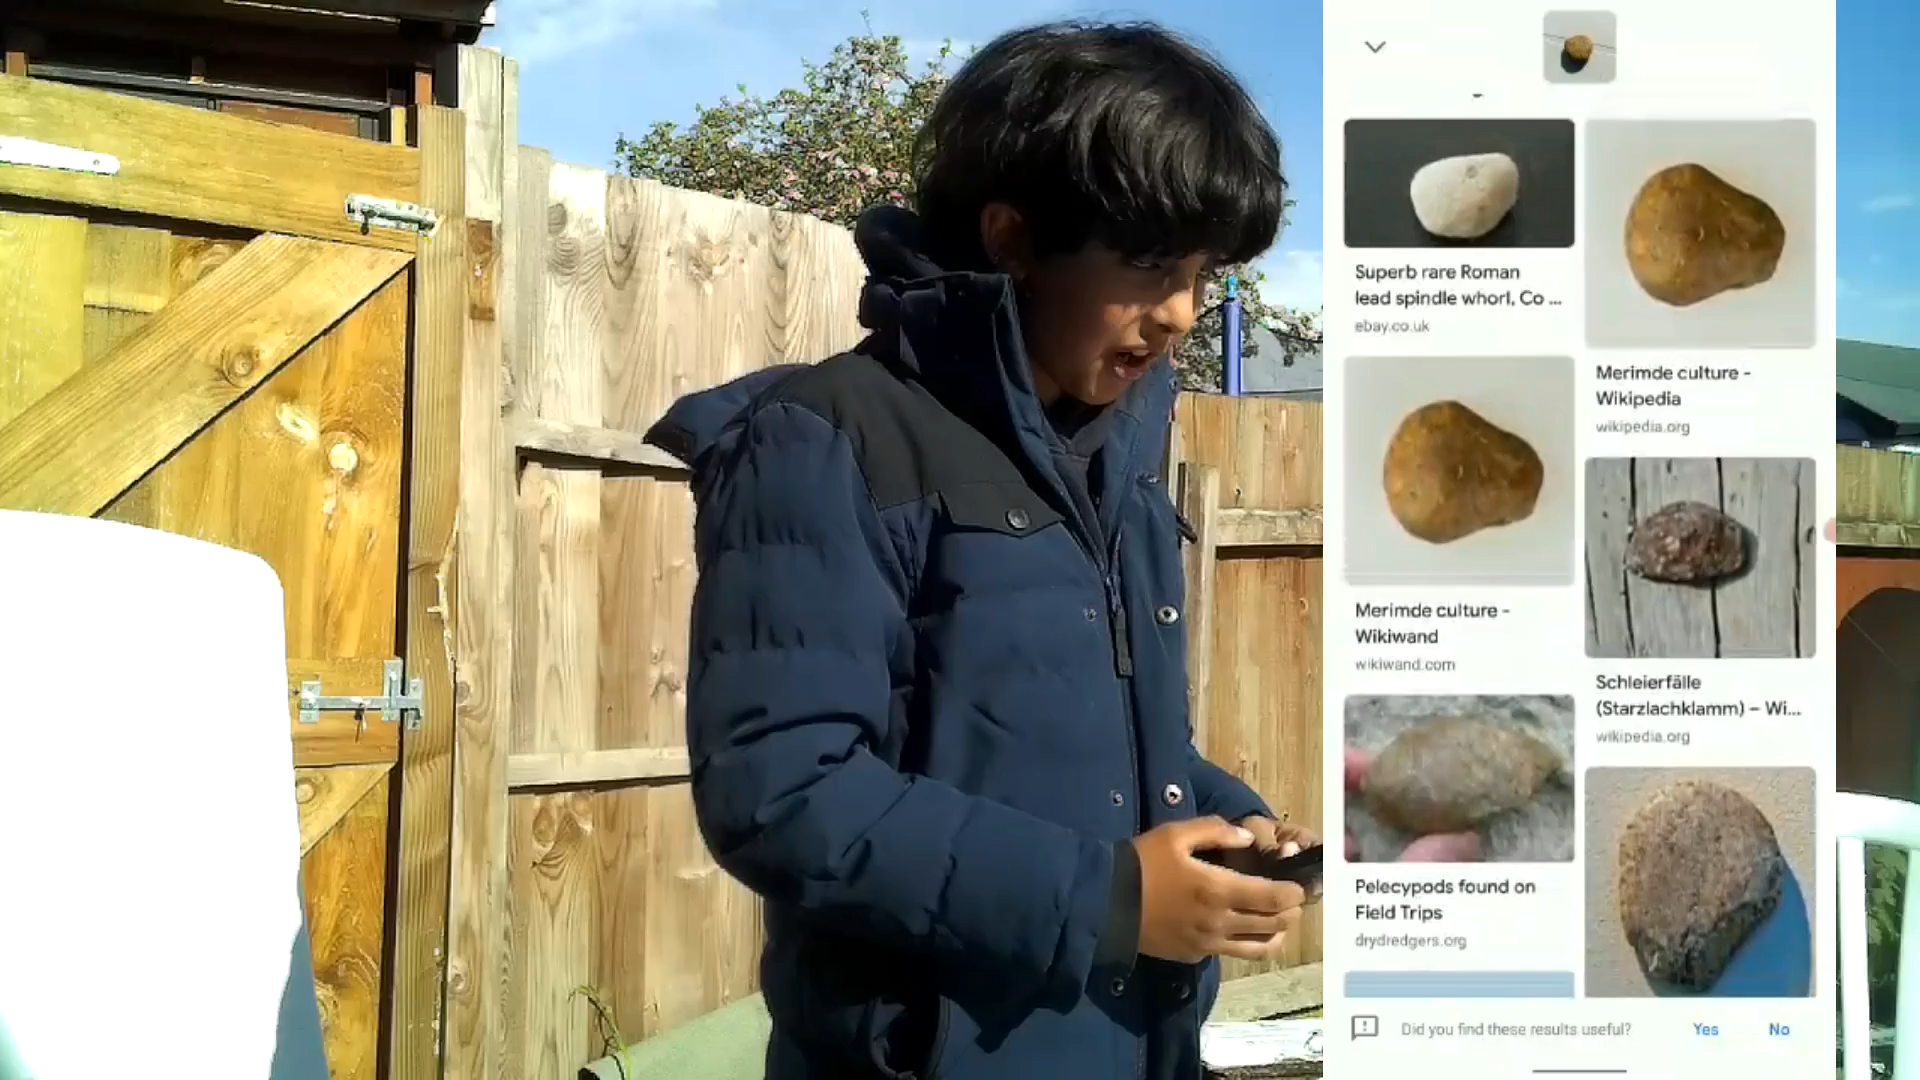 Superb rare Roman
lead spindle whorl, Co ...
ebay.co.uk
Merimde culture -
Wikipedia
wikipedia.org
Merimde culture -
Wikiwand
wikiwand.com
Schleierfälle
(Starzlachklamm) – Wi...
wikipedia.org
Pelecypods found on
Field Trips
drydredgers.org
Did you find these results useful?
Yes
No